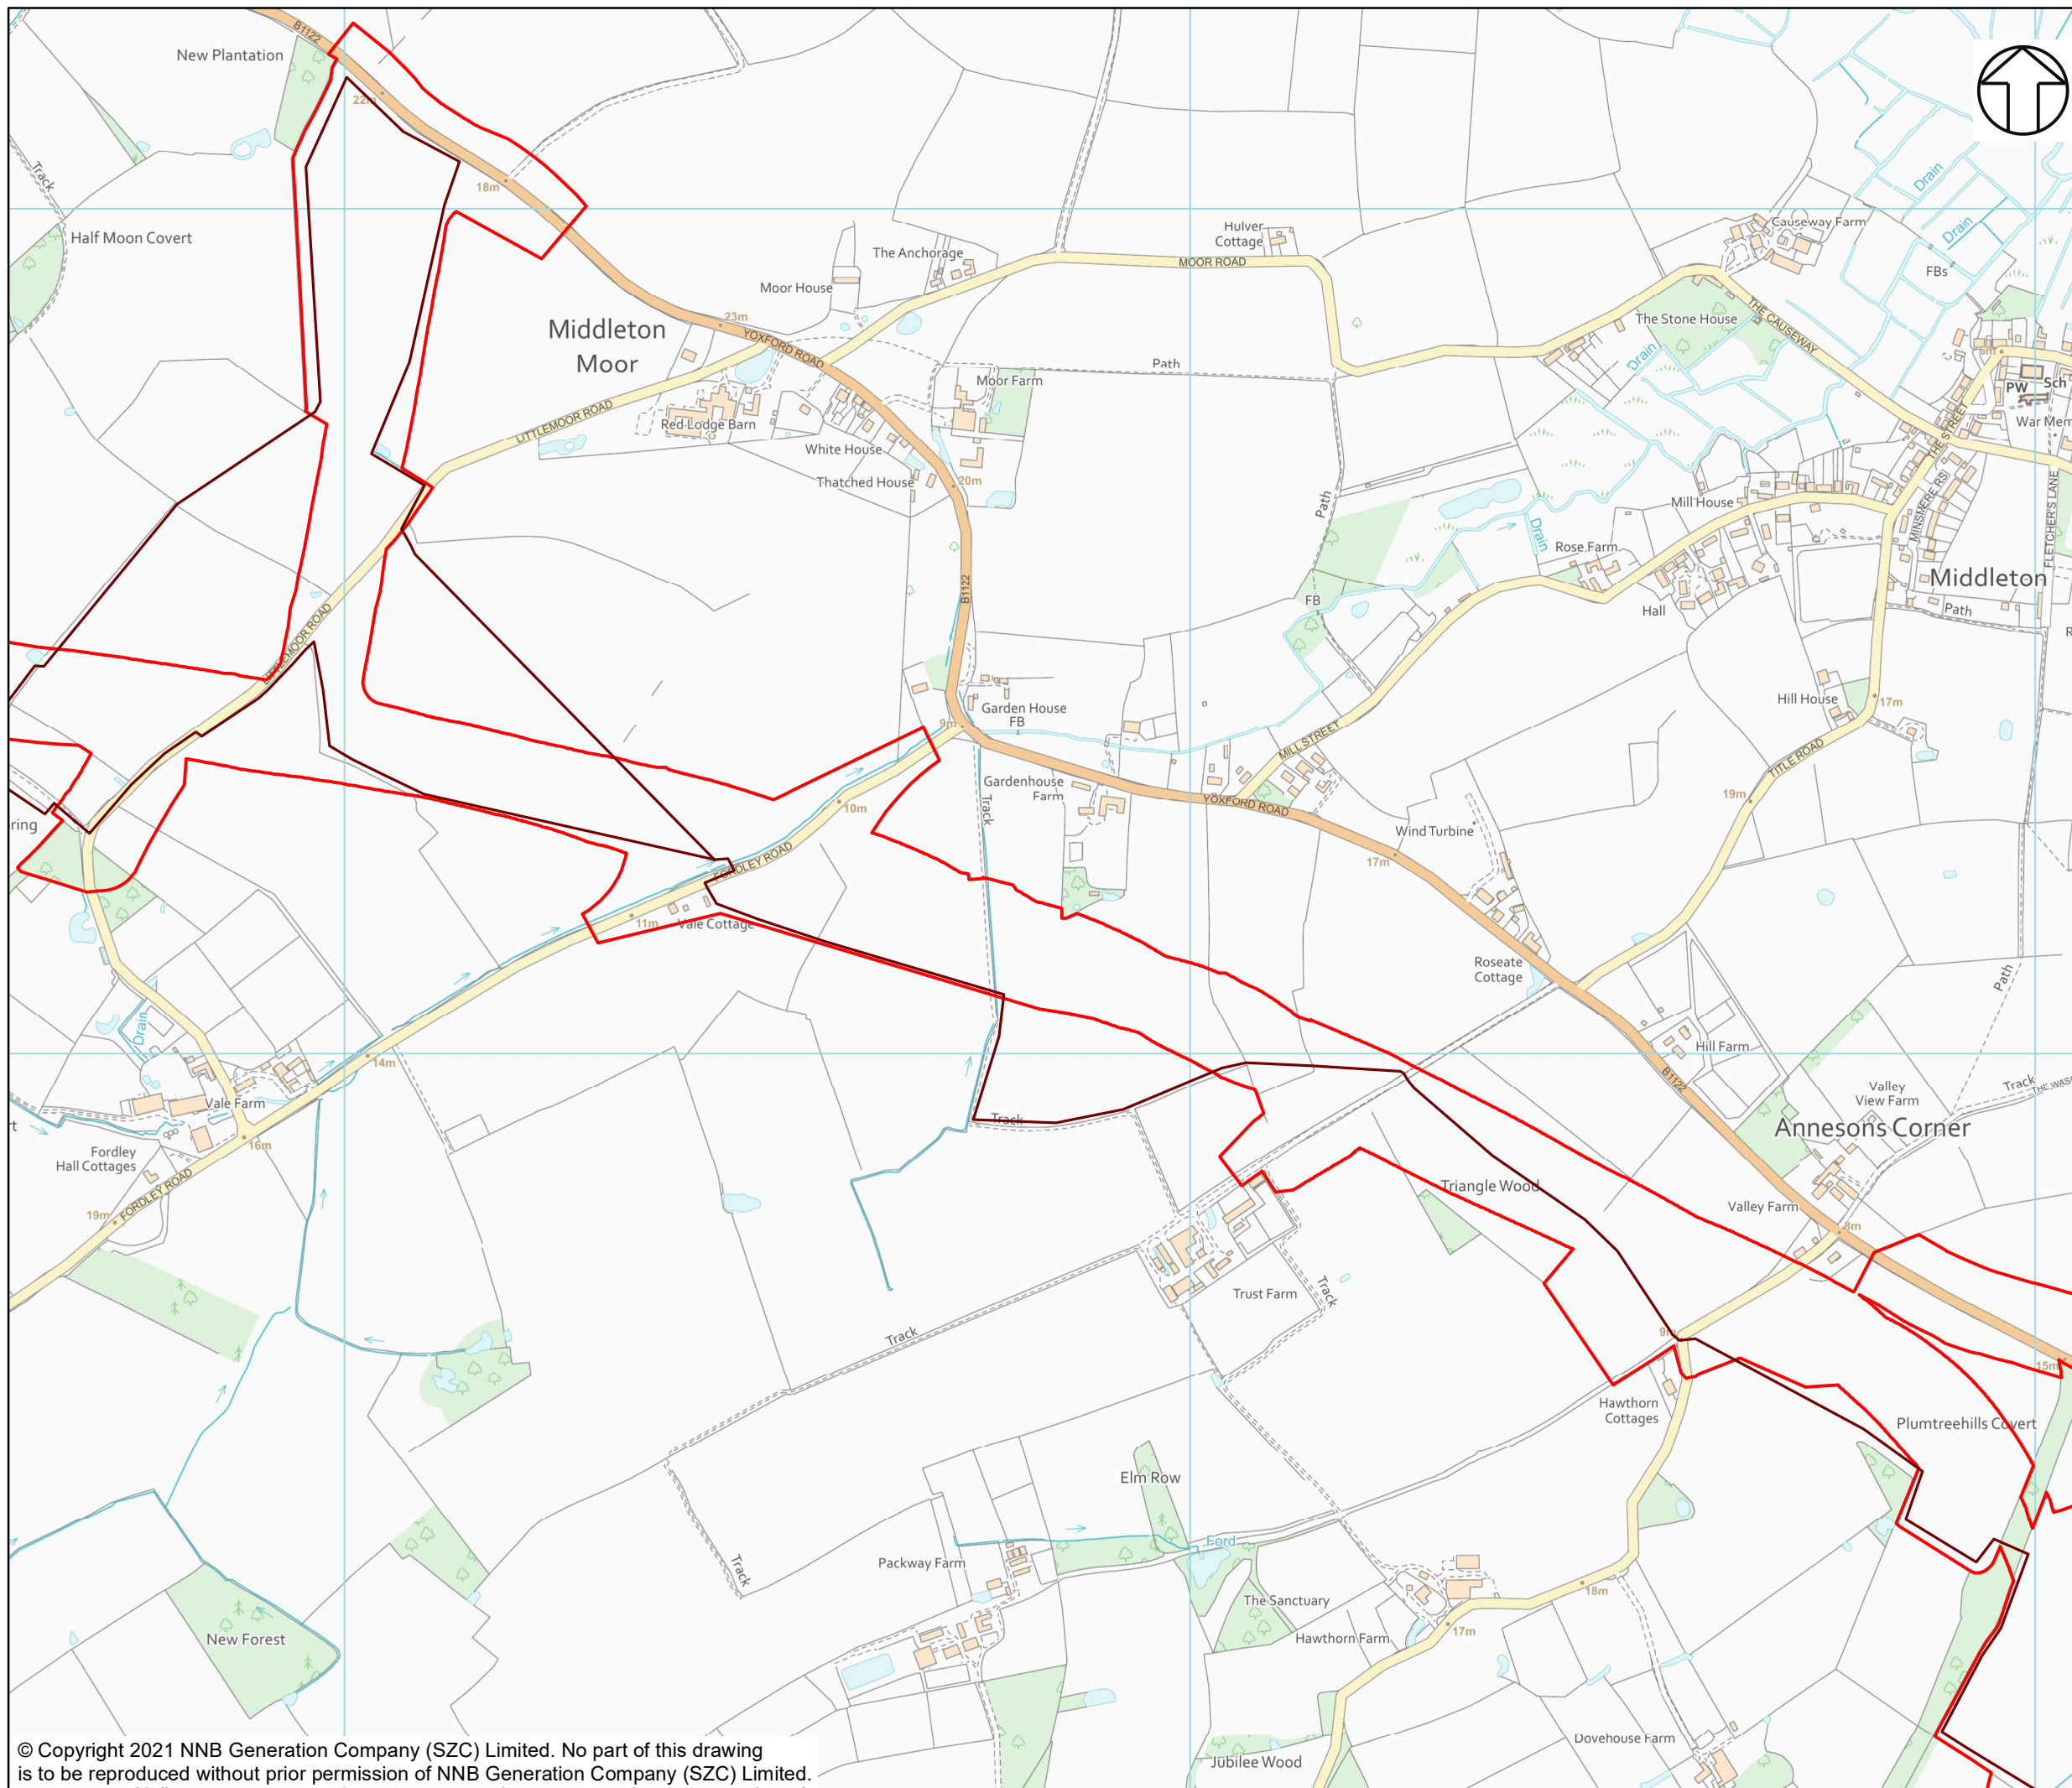 B1122
New Plantation
22m
Track
18m
Half Moon Covert
Moor House
The Anchorage
Hulver
Cottage
MOOR ROAD
Causeway Farm
Drain
Drain
FBs
The Stone House
THE CAUSEWAY
Drain
6m
PW
Sch
War Mem
Middleton
Moor
23m
YOXFORD ROAD
Path
Moor Farm
LITTLEMOOR ROAD
Red Lodge Barn
White House
Thatched House
20m
Path
THE STREET
MINSMERE RS
FLETCHER'S LANE
Mill House
Drain
Rose Farm
Middleton
Hall
Path
FB
B1122
LITTLEMOOR ROAD
Garden House
FB
9m
Hill House
17m
MILL STREET
TITLE ROAD
Gardenhouse
Farm
Track
YOXFORD ROAD
19m
Wind Turbine
17m
ring
10m
FORDLEY ROAD
11m
Vale Cottage
Roseate
Cottage
Path
Drain
14m
Hill Farm
B1122
Valley
View Farm
Track
Annesons Corner
Vale Farm
Track
rt
Fordley
Hall Cottages
16m
FORDLEY ROAD
19m
Triangle Wood
Valley Farm
8m
Trust Farm
Track
Track
9m
15m
Hawthorn
Cottages
Plumtreehills Covert
Elm Row
Ford
Packway Farm
Track
The Sanctuary
18m
17m
Hawthorn Farm
New Forest
Dovehouse Farm
Jubilee Wood
© Copyright 2021 NNB Generation Company (SZC) Limited. No part of this drawing
is to be reproduced without prior permission of NNB Generation Company (SZC) Limited.